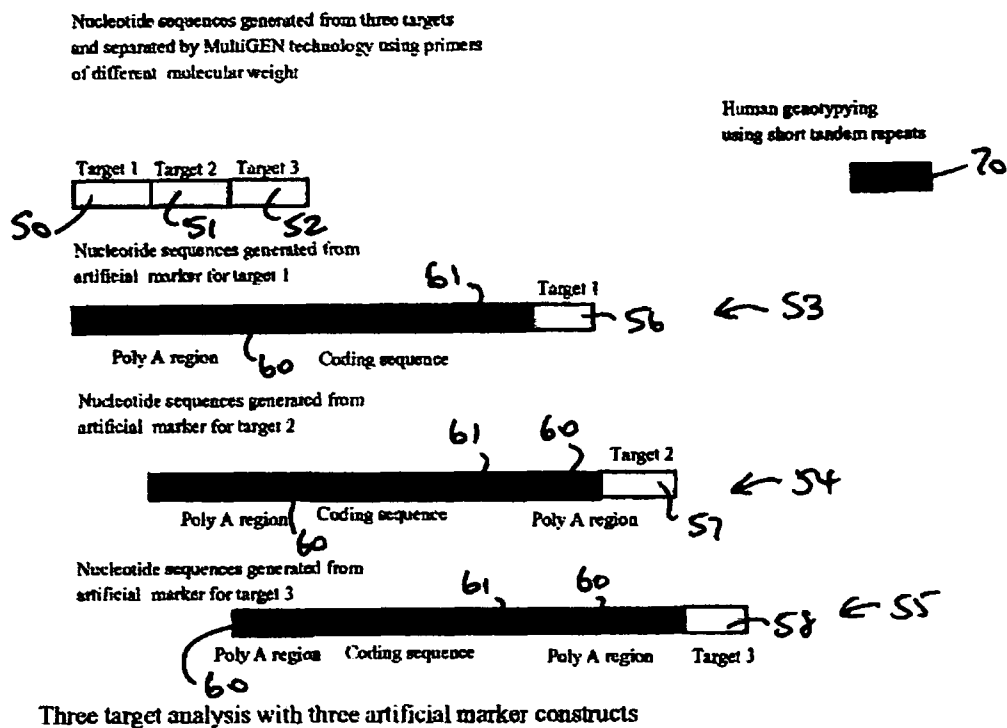 Nucleotide sequences generated from three targets
and separated by MultiGEN technology using primers
of different molecular weight
Human genotypying
using short tandem repeats
70
Target 1 Target 2 Target 3
50 51 52
Nucleotide sequences generated from
artificial marker for target 1
61 Target 1
56 ← 53
Poly A region 60 Coding sequence
Nucleotide sequences generated from
artificial marker for target 2
61 60 Target 2
← 54
Poly A region Coding sequence Poly A region 57
60
Nucleotide sequences generated from
artificial marker for target 3
61 60
58 ← 55
Poly A region Coding sequence Poly A region Target 3
60
Three target analysis with three artificial marker constructs